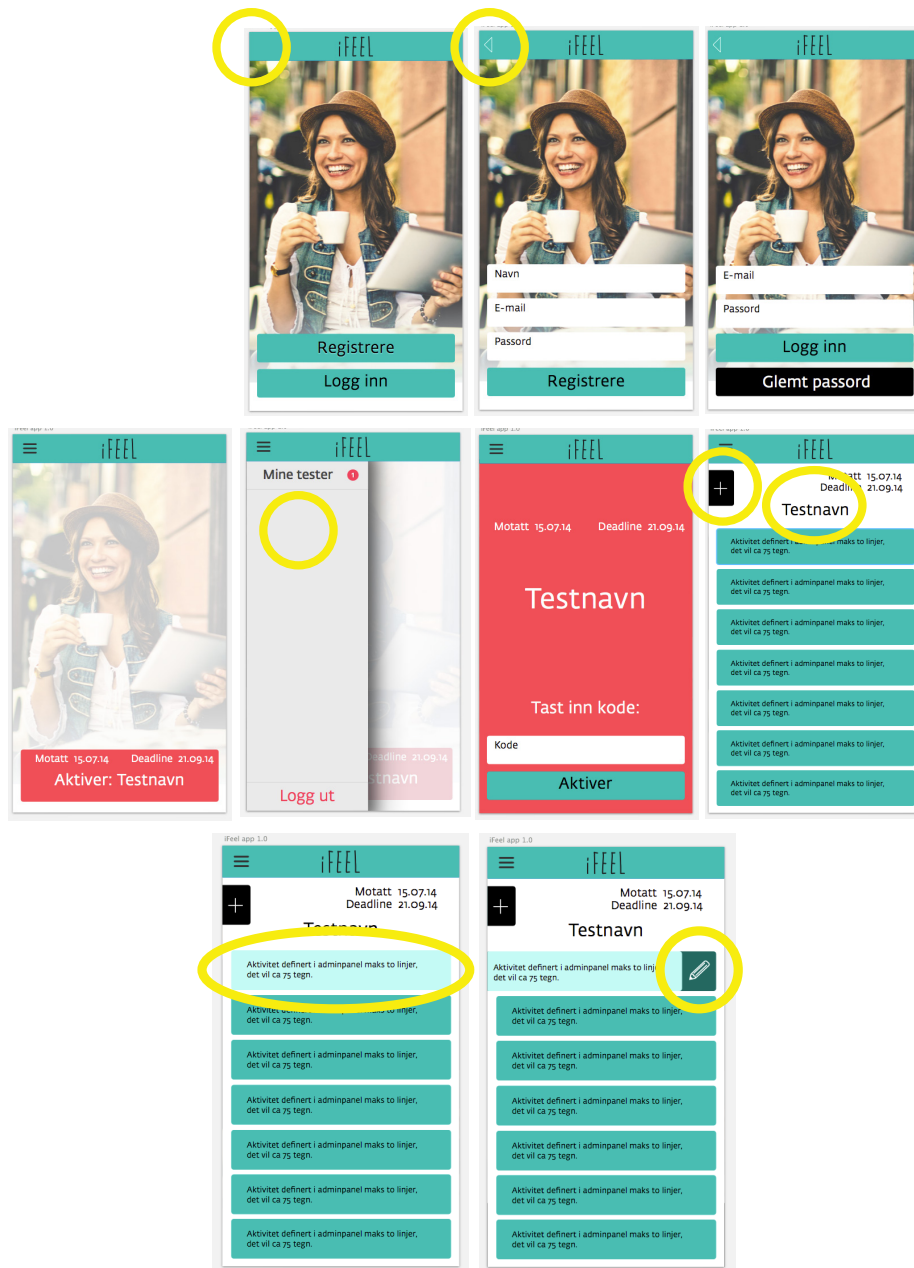 iFEEL
Registrere
Logg inn
iFEEL
Navn
E-mail
Passord
Registrere
iFEEL
E-mail
Passord
Logg inn
Glemt passord
iFEEL
Motatt 15.07.14 Deadline 21.09.14
Aktiver: Testnavn
iFEEL
Mine tester 1
Deadline 21.09.14
stnavn
Logg ut
iFeel app 1.0
iFEEL
Motatt 15.07.14 Deadline 21.09.14
Testnavn
Tast inn kode:
Kode
Aktiver
iFEEL
Motatt 15.07.14
Deadline 21.09.14
Testnavn
Aktivitet definert i adminpanel maks to linjer,
det vil ca 75 tegn.
Aktivitet definert i adminpanel maks to linjer,
det vil ca 75 tegn.
Aktivitet definert i adminpanel maks to linjer,
det vil ca 75 tegn.
Aktivitet definert i adminpanel maks to linjer,
det vil ca 75 tegn.
Aktivitet definert i adminpanel maks to linjer,
det vil ca 75 tegn.
Aktivitet definert i adminpanel maks to linjer,
det vil ca 75 tegn.
Aktivitet definert i adminpanel maks to linjer,
det vil ca 75 tegn.
iFeel app 1.0
iFEEL
Motatt 15.07.14
Deadline 21.09.14
Testnavn
Aktivitet definert i adminpanel maks to linjer,
det vil ca 75 tegn.
Aktivitet definert i adminpanel maks to linjer,
det vil ca 75 tegn.
Aktivitet definert i adminpanel maks to linjer,
det vil ca 75 tegn.
Aktivitet definert i adminpanel maks to linjer,
det vil ca 75 tegn.
Aktivitet definert i adminpanel maks to linjer,
det vil ca 75 tegn.
Aktivitet definert i adminpanel maks to linjer,
det vil ca 75 tegn.
Aktivitet definert i adminpanel maks to linjer,
det vil ca 75 tegn.
iFeel app 1.0
iFEEL
Motatt 15.07.14
Deadline 21.09.14
Testnavn
Aktivitet definert i adminpanel maks to linj
det vil ca 75 tegn.
Aktivitet definert i adminpanel maks to linjer,
det vil ca 75 tegn.
Aktivitet definert i adminpanel maks to linjer,
det vil ca 75 tegn.
Aktivitet definert i adminpanel maks to linjer,
det vil ca 75 tegn.
Aktivitet definert i adminpanel maks to linjer,
det vil ca 75 tegn.
Aktivitet definert i adminpanel maks to linjer,
det vil ca 75 tegn.
Aktivitet definert i adminpanel maks to linjer,
det vil ca 75 tegn.